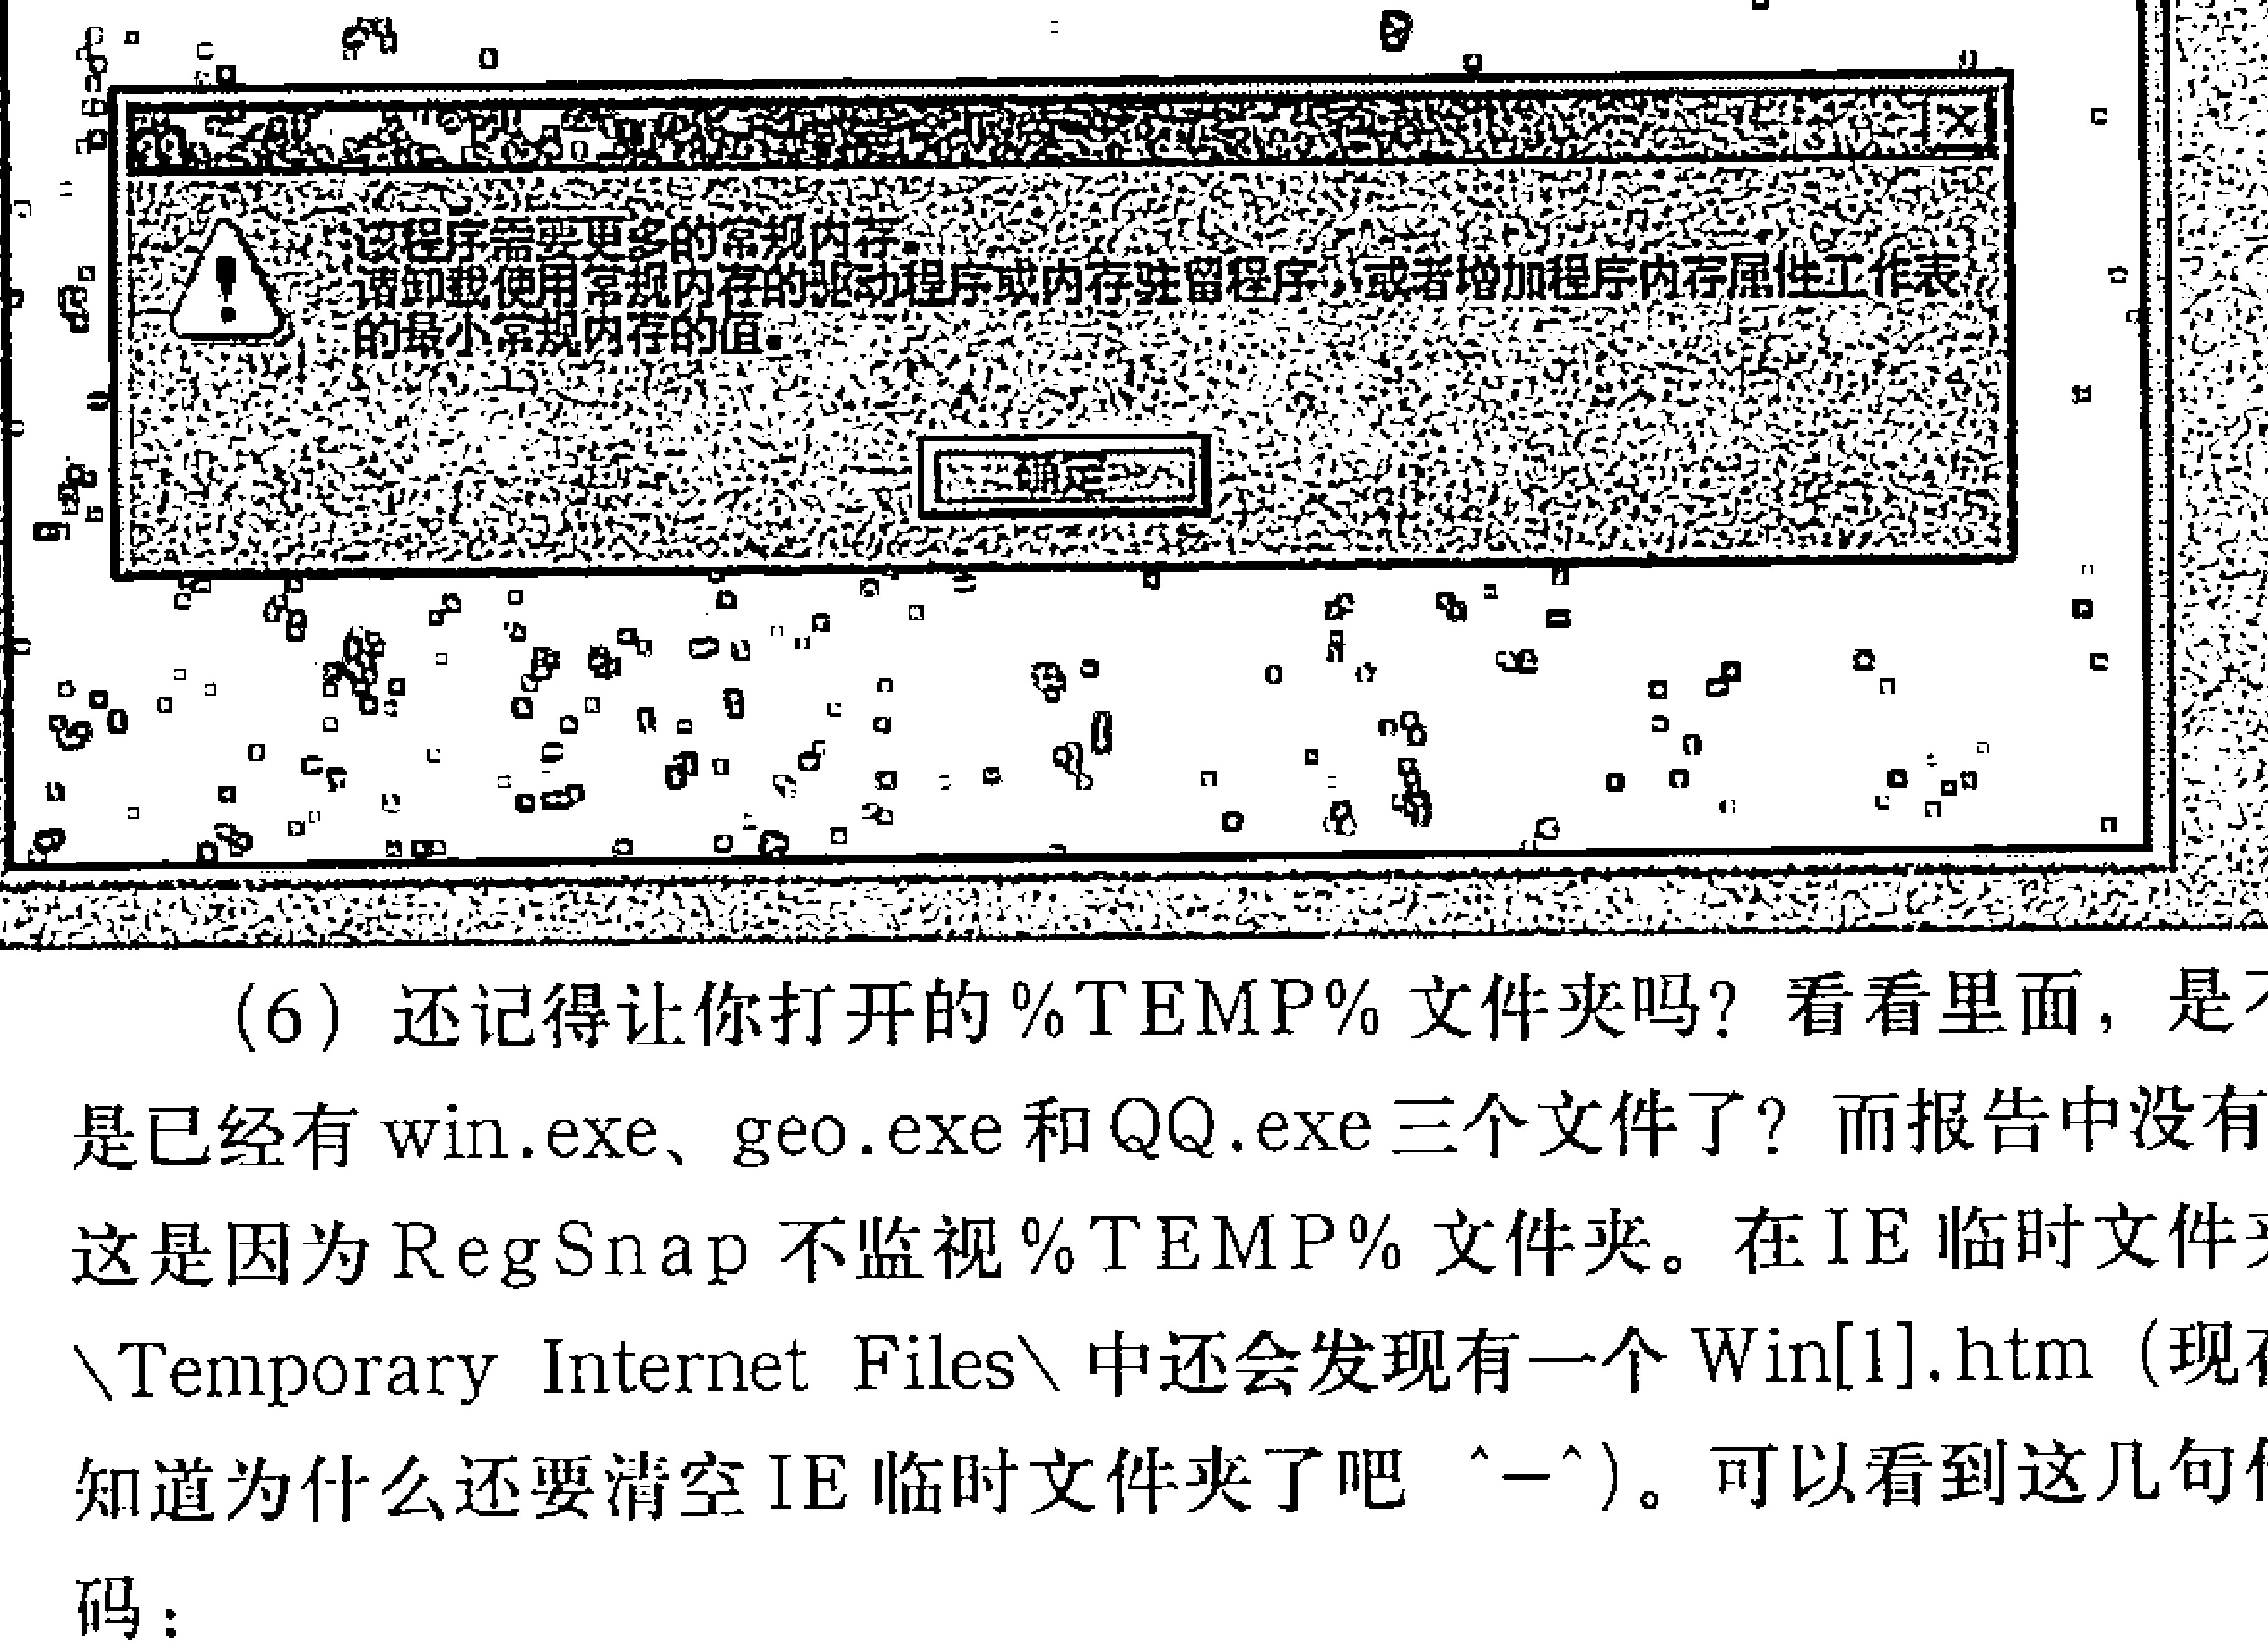 该程序需要更多的常规内存。
请卸载使用常规内存的驱动程序或内存驻留程序，或者增加程序内存属性工作表
的最小常规内存的值。
确定
(6) 还记得让你打开的%TEMP%文件夹吗？看看里面，是不
是已经有win.exe、geo.exe和QQ.exe三个文件了？而报告中没有
这是因为RegSnap不监视%TEMP%文件夹。在IE临时文件夹
\Temporary Internet Files\中还会发现有一个Win[1].htm（现在
知道为什么还要清空IE临时文件夹了吧 ^-^）。可以看到这几句代
码：